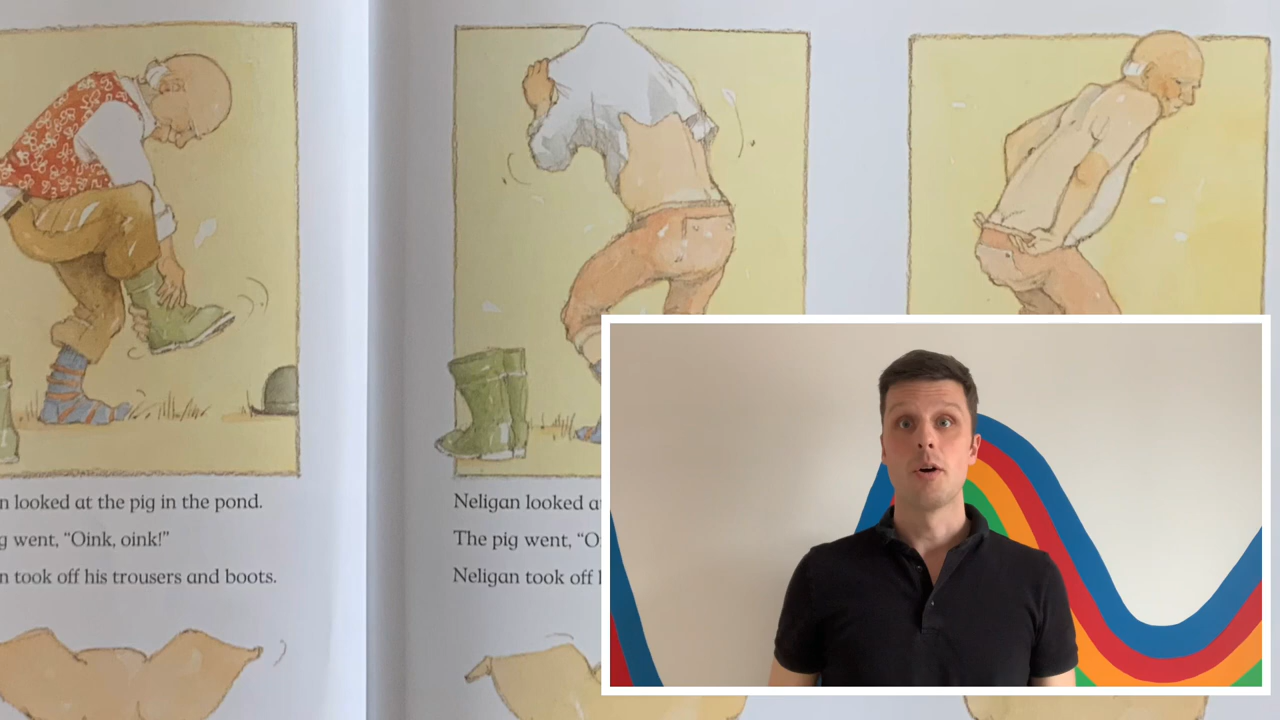 n looked at the pig in the pond.
g went, “Oink, oink!”
n took off his trousers and boots.
Neligan looked a
The pig went, “O
Neligan took off